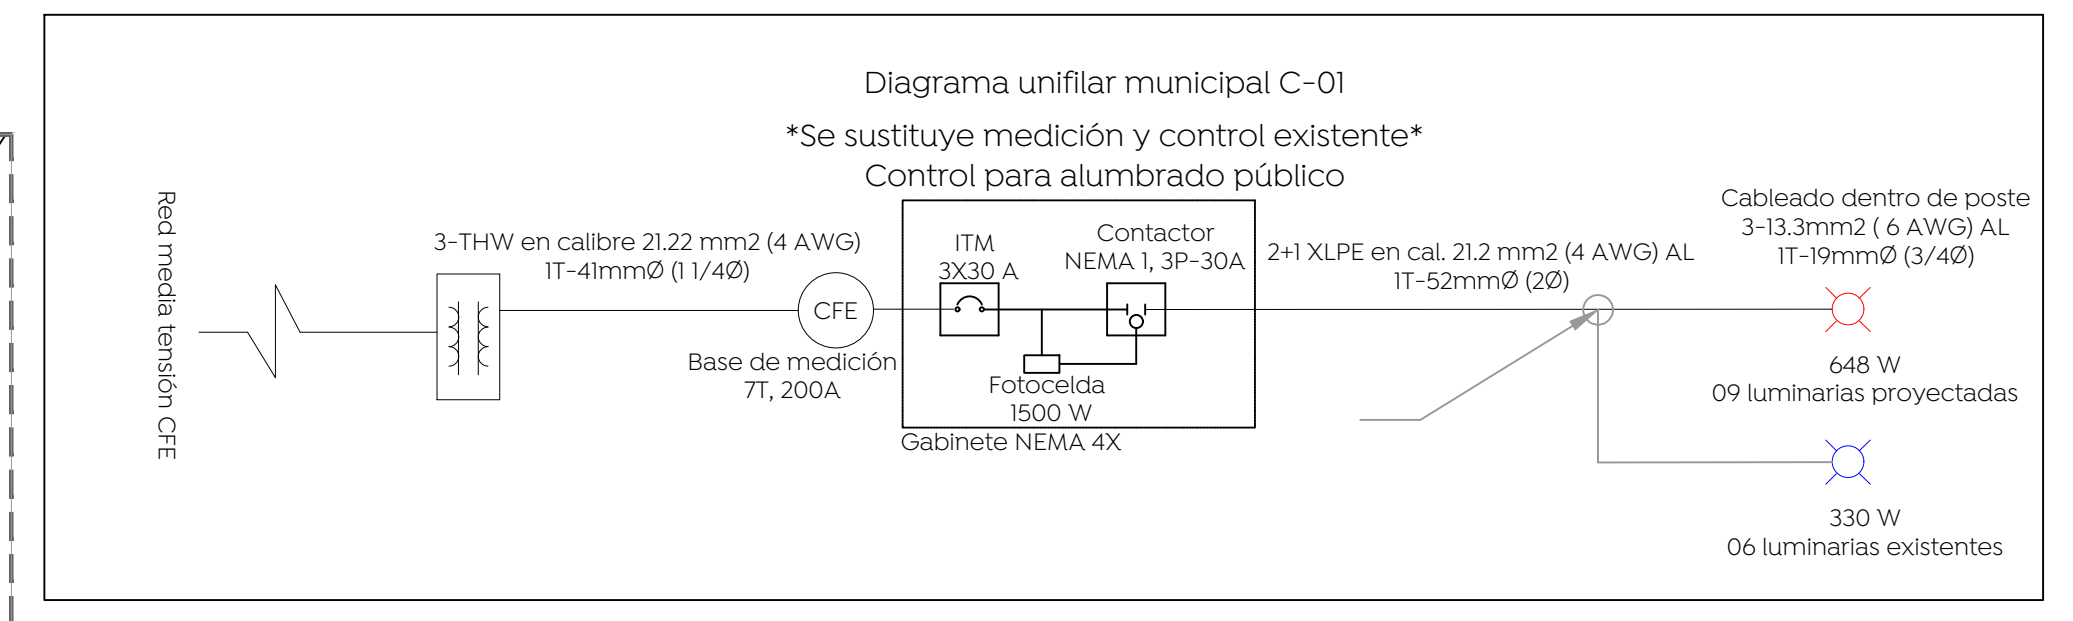 Diagrama unifilar municipal C-01
*Se sustituye medición y control existente*
Control para alumbrado público
Red media tensión CFE
3-THW en calibre 21.22 mm2 (4 AWG)
1T-41mmØ (1 1/4Ø)
CFE
Base de medición
7T, 200A
ITM
3X30 A
Contactor
NEMA 1, 3P-30A
Fotocelda
1500 W
Gabinete NEMA 4X
2+1 XLPE en cal. 21.2 mm2 (4 AWG) AL
1T-52mmØ (2Ø)
Cableado dentro de poste
3-13.3mm2 ( 6 AWG) AL
1T-19mmØ (3/4Ø)
648 W
09 luminarias proyectadas
330 W
06 luminarias existentes